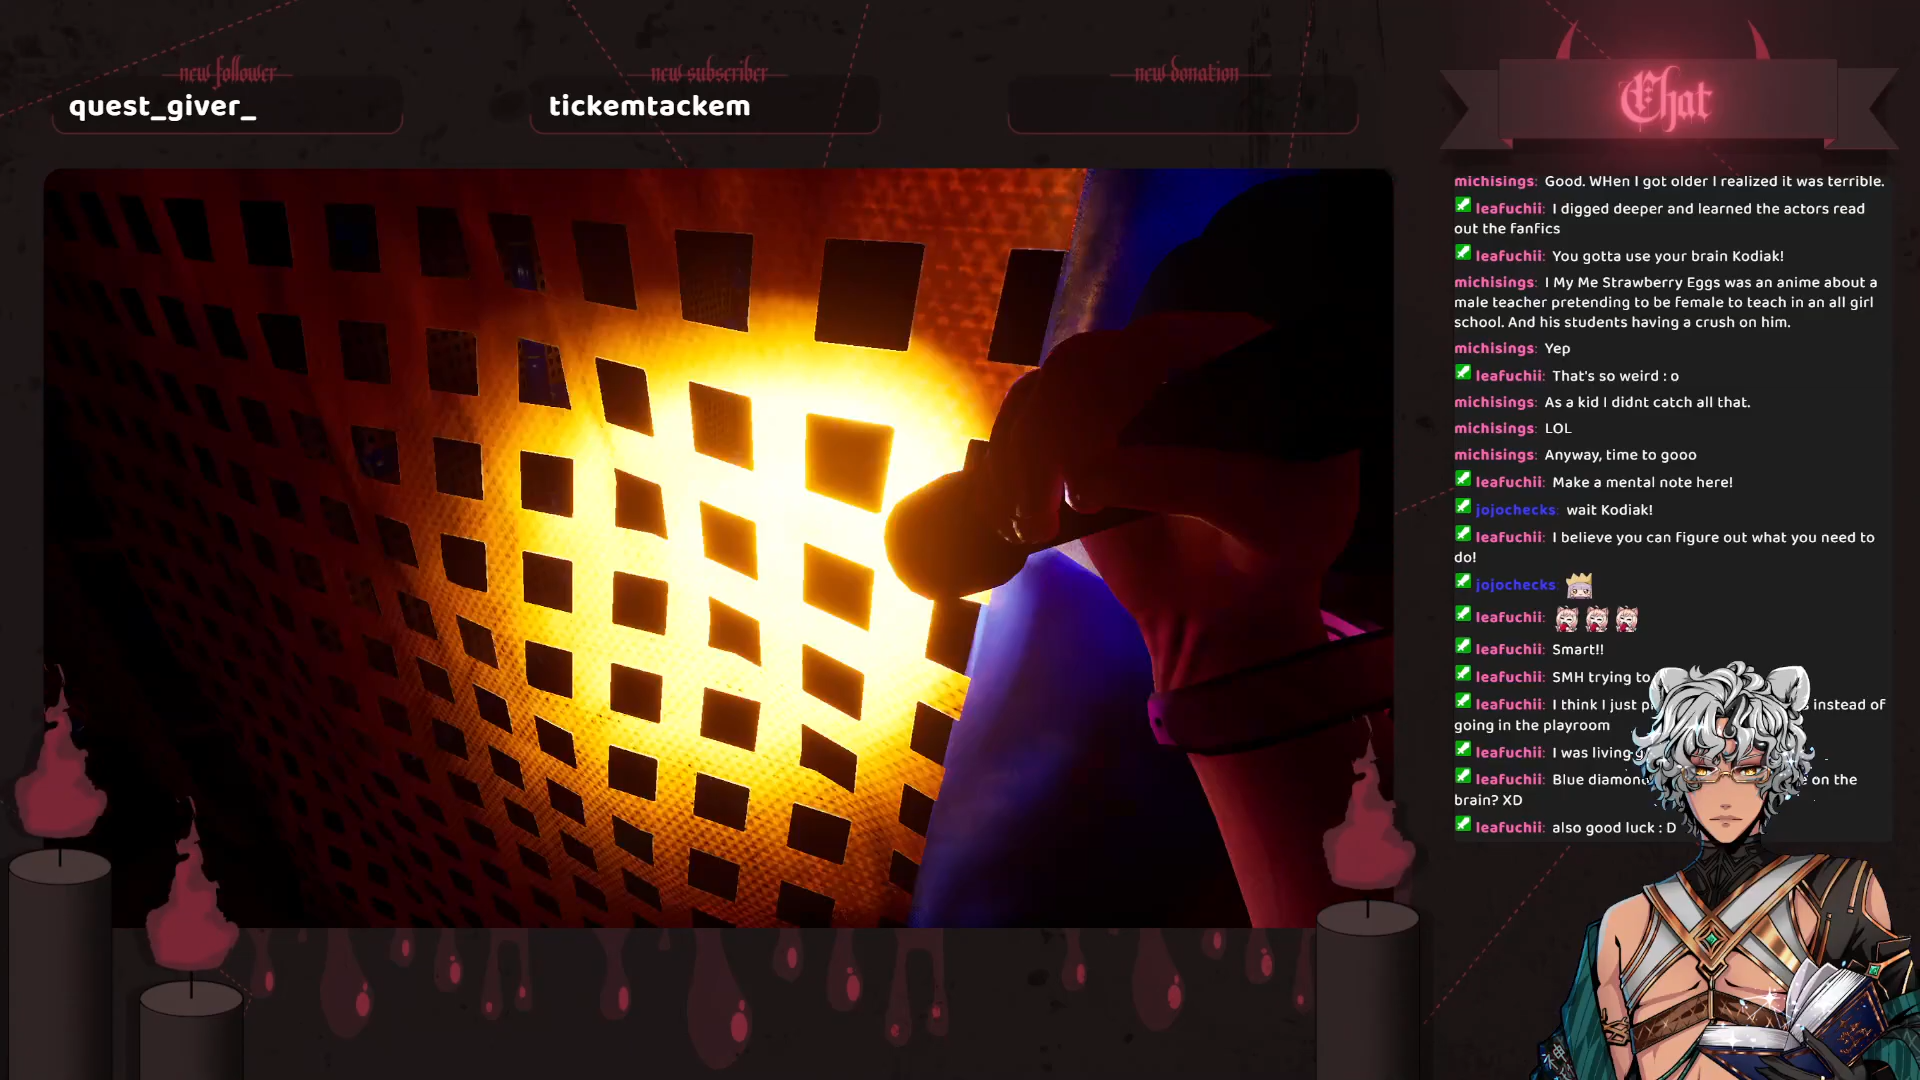 new follower
new subscriber
new donation
quest_giver_
tickemtackem
Chat
michisings: Good. WHen I got older I realized it was terrible.
leafuchii: I digged deeper and learned the actors read
out the fanfics
leafuchii: You gotta use your brain Kodiak!
michisings: I My Me Strawberry Eggs was an anime about a
male teacher pretending to be female to teach in an all girl
school. And his students having a crush on him.
michisings: Yep
leafuchii: That's so weird : o
michisings: As a kid I didnt catch all that.
michisings: LOL
michisings: Anyway, time to gooo
leafuchii: Make a mental note here!
jojochecks: wait Kodiak!
leafuchii: I believe you can figure out what you need to
do!
jojochecks:
leafuchii:
leafuchii: Smart!!
leafuchii: SMH trying to
leafuchii: I think I just instead of
going in the playroom
leafuchii: I was living
leafuchii: Blue on the
brain? XD
leafuchii: also good luck : D
神